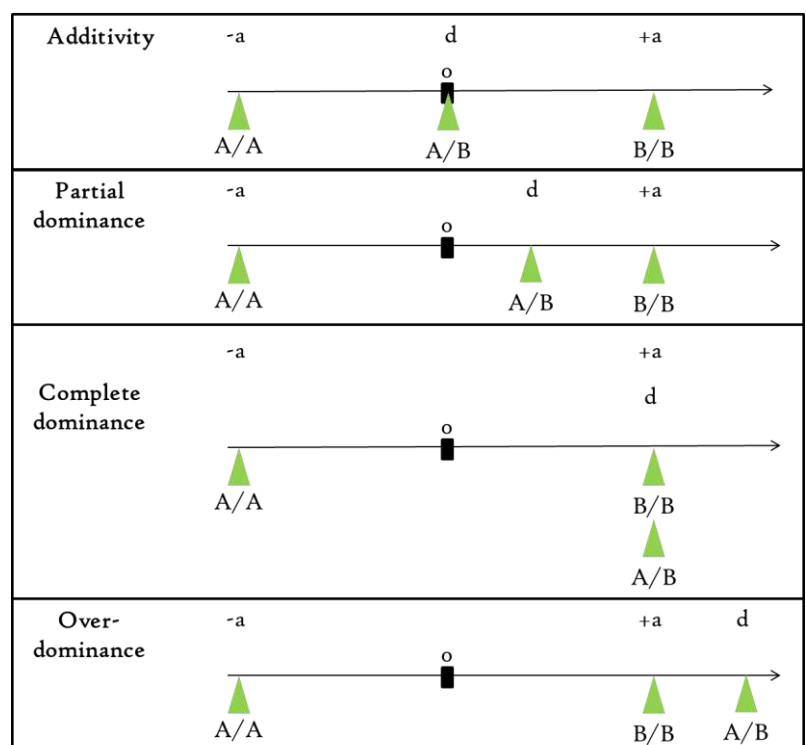 Additivity -a d +a
o
A/A A/B B/B
Partial dominance -a d +a
o
A/A A/B B/B
-a +a
Complete dominance d
o
A/A B/B
A/B
Over-dominance -a +a d
o
A/A B/B A/B